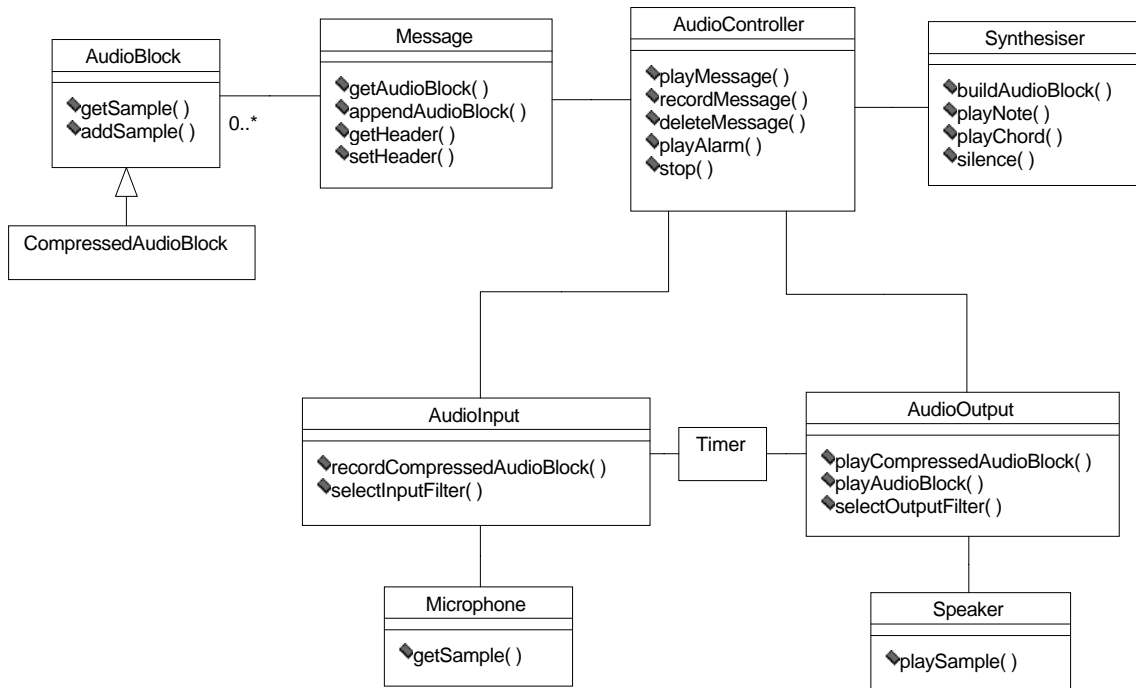 AudioBlock
getSample( )
addSample( )
0..*
CompressedAudioBlock
Message
getAudioBlock( )
appendAudioBlock( )
getHeader( )
setHeader( )
AudioController
playMessage( )
recordMessage( )
deleteMessage( )
playAlarm( )
stop( )
Synthesiser
buildAudioBlock( )
playNote( )
playChord( )
silence( )
AudioInput
recordCompressedAudioBlock( )
selectInputFilter( )
Timer
AudioOutput
playCompressedAudioBlock( )
playAudioBlock( )
selectOutputFilter( )
Microphone
getSample( )
Speaker
playSample( )